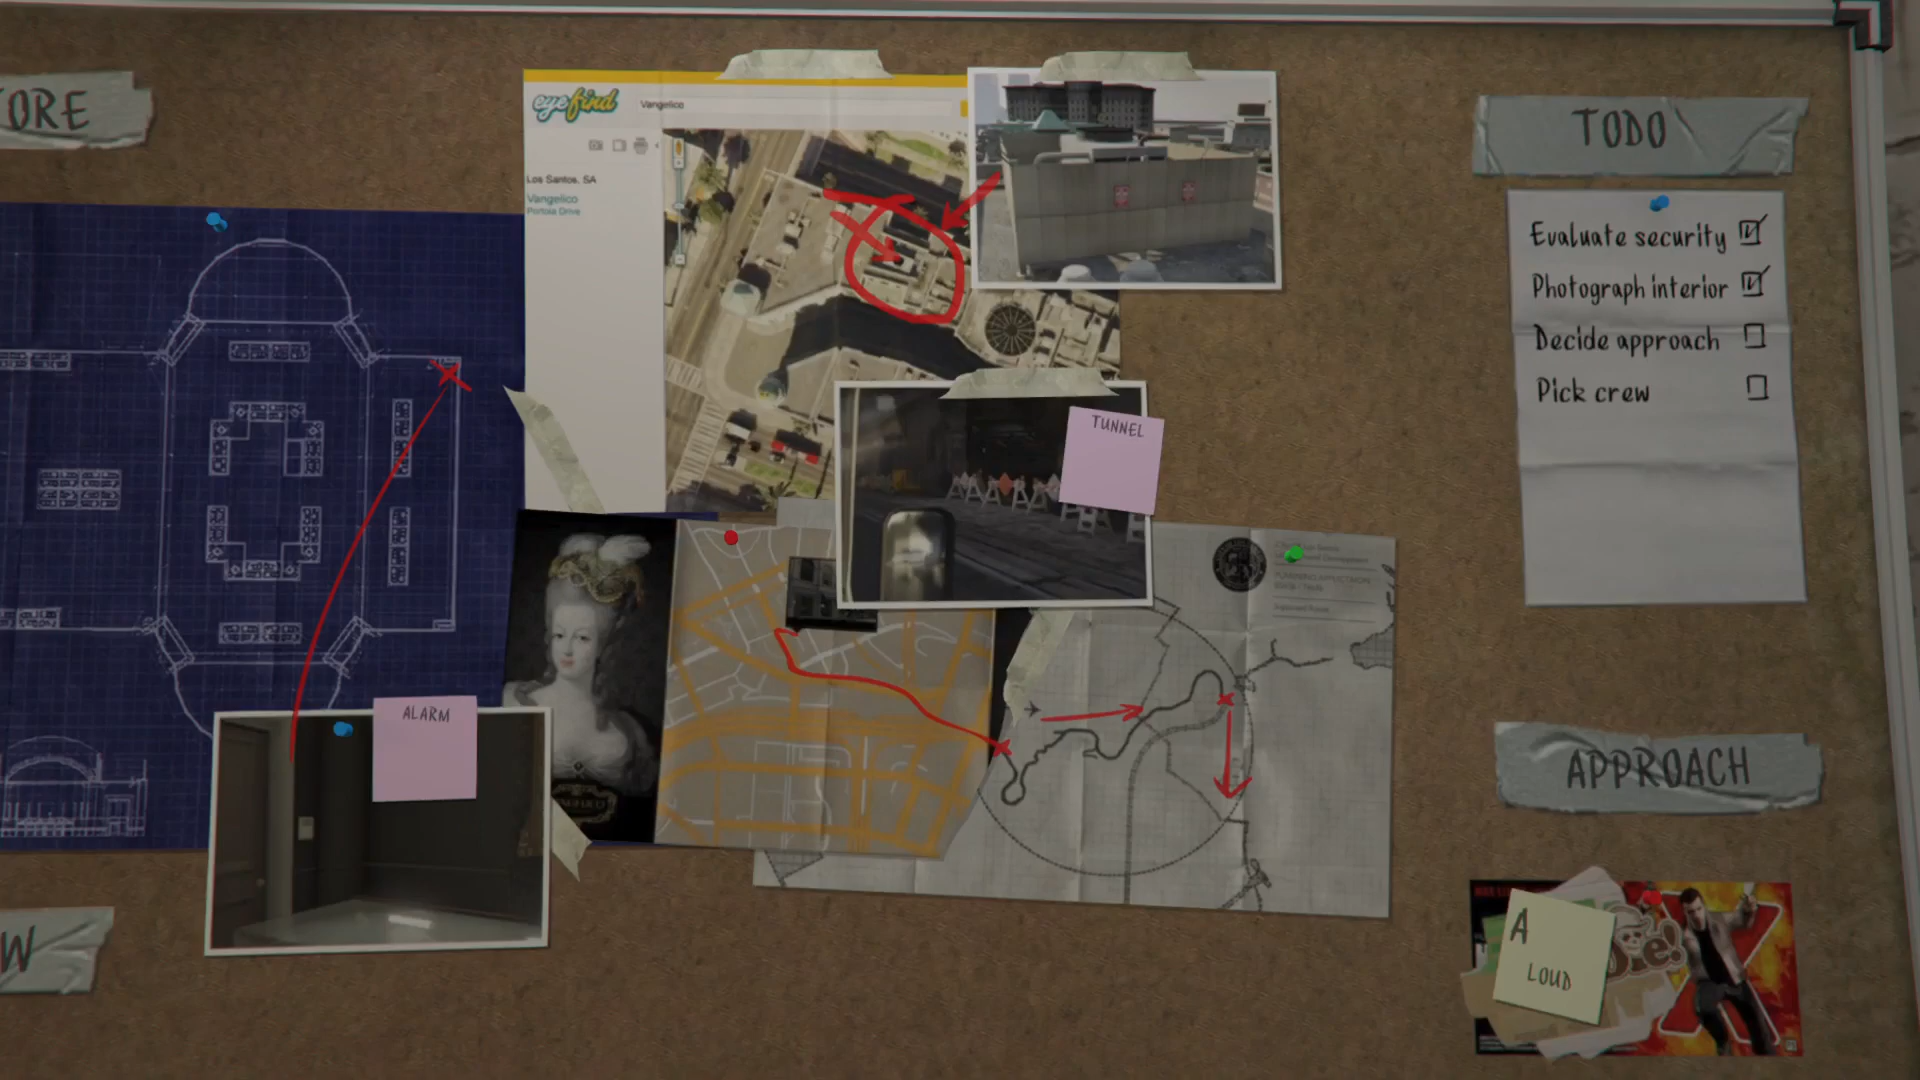 ORE
eyefind
Vangelico
Los Santos, SA
Vangelico
Portola Drive
TUNNEL
ALARM
W
TODO
Evaluate security
Photograph interior
Decide approach
Pick crew
APPROACH
A
LOUD
Die!